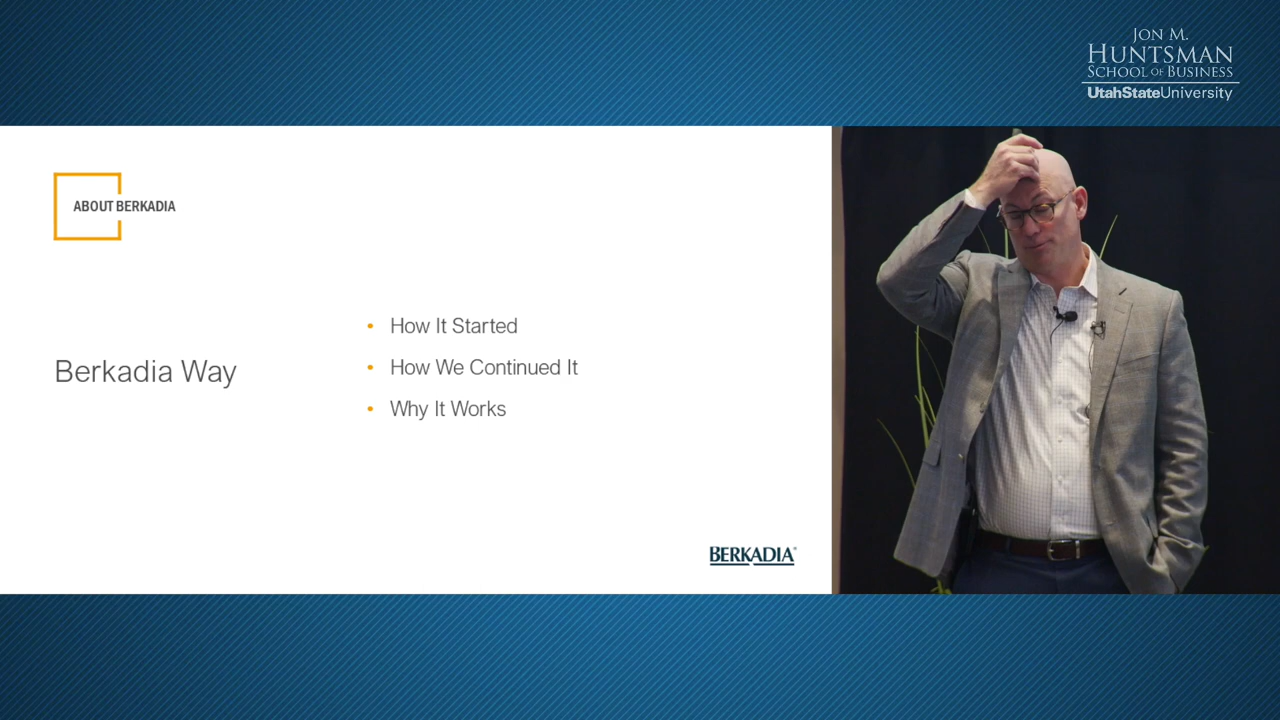 JON M.
HUNTSMAN
SCHOOL OF BUSINESS
UtahStateUniversity
ABOUT BERKADIA
Berkadia Way
• How It Started
• How We Continued It
• Why It Works
BERKADIA®